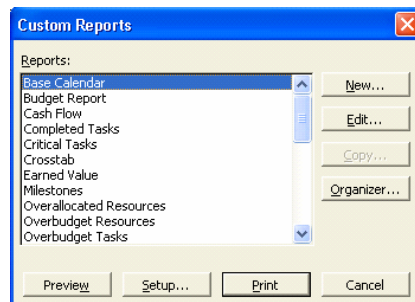 Custom Reports
Reports:
Base Calendar
Budget Report
Cash Flow
Completed Tasks
Critical Tasks
Crosstab
Earned Value
Milestones
Overallocated Resources
Overbudget Resources
Overbudget Tasks
New...
Edit...
Copy...
Organizer...
Preview Setup... Print Cancel